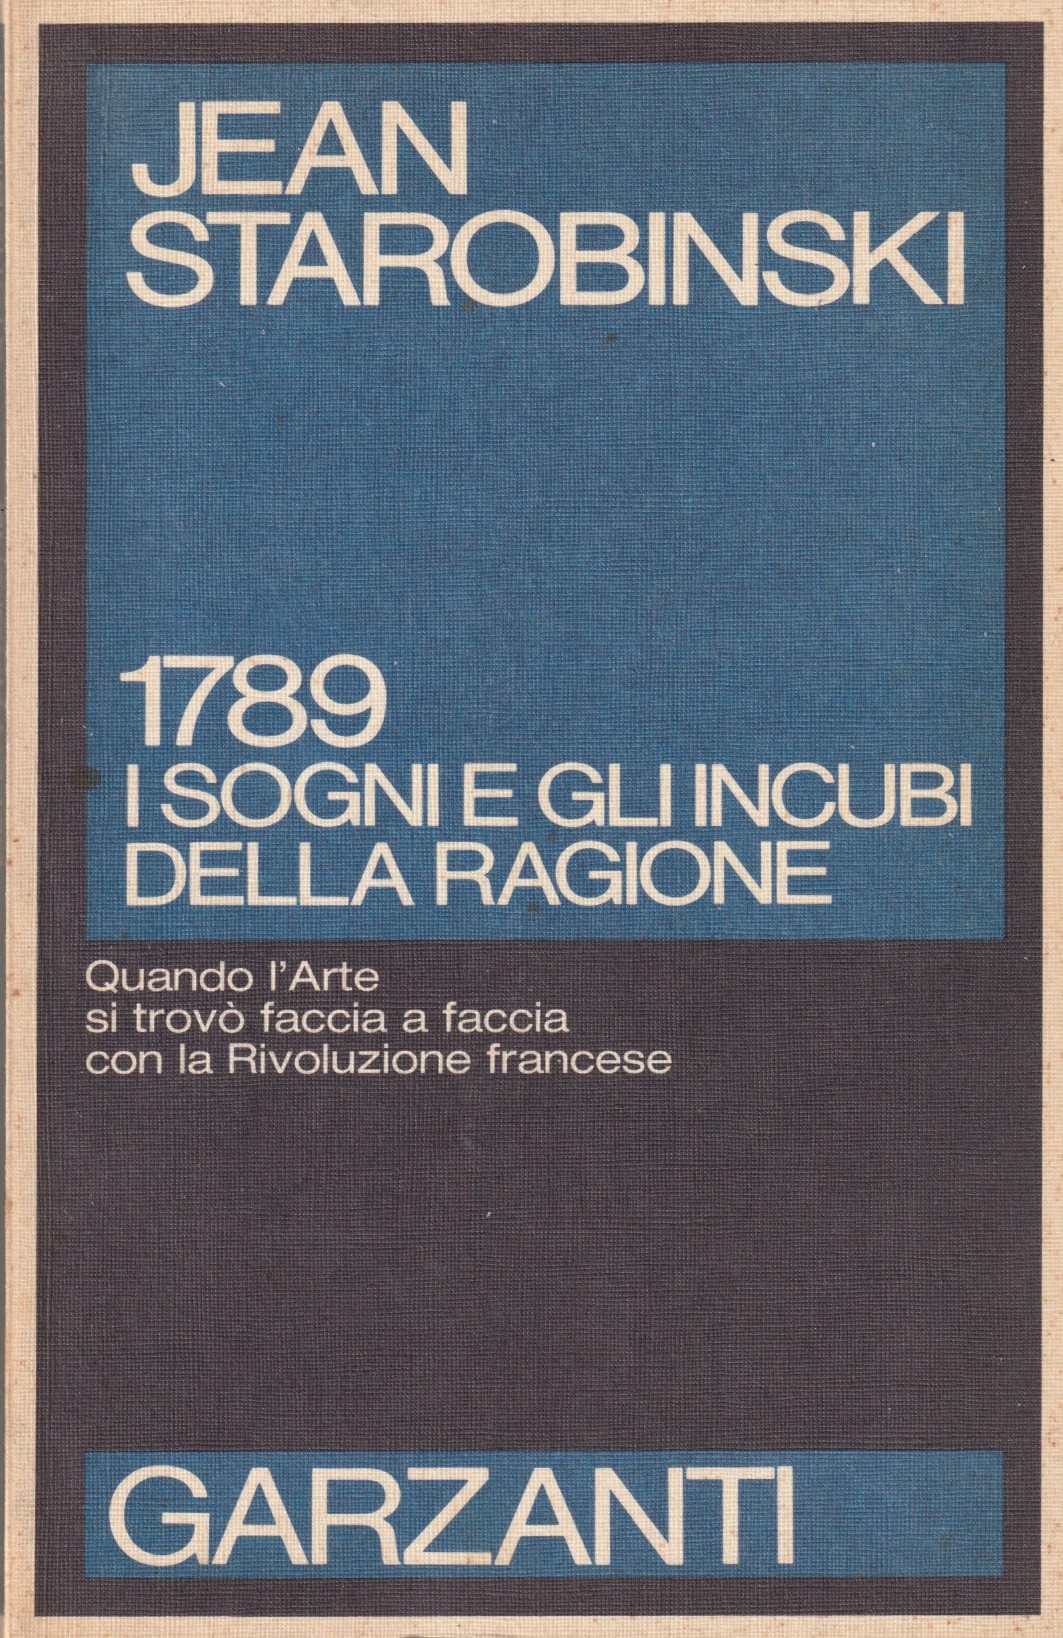 JEAN
STAROBINSKI
1789
I SOGNI E GLI INCUBI
DELLA RAGIONE
Quando l'Arte
si trovò faccia a faccia
con la Rivoluzione francese
GARZANTI